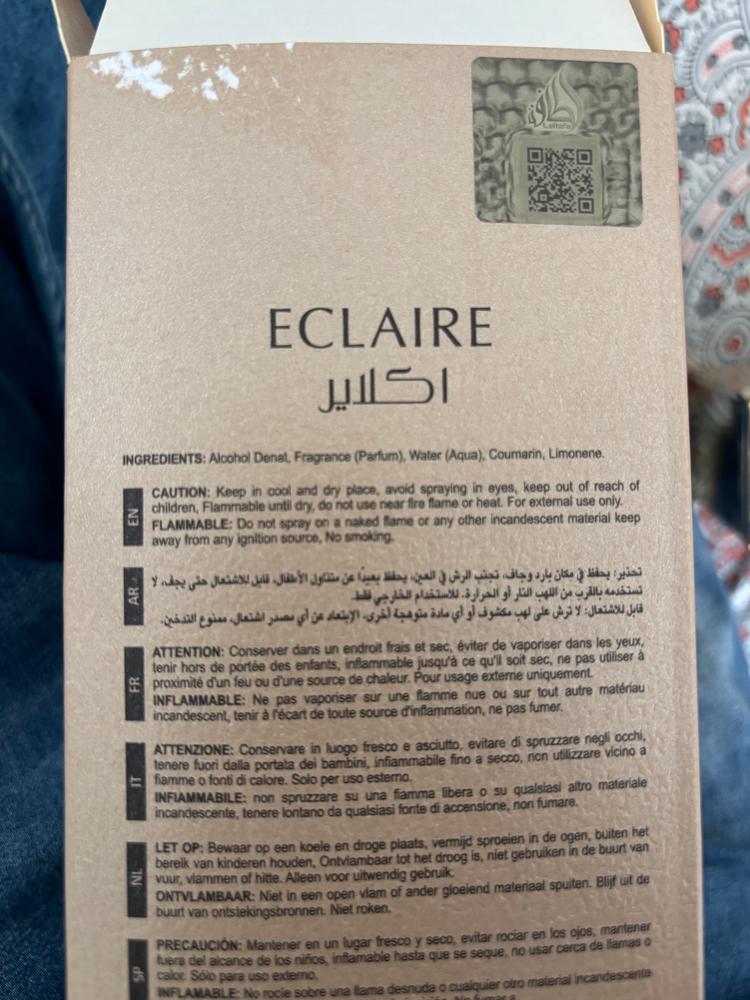 لطافة
Lattafa
ECLAIRE
اكلاير
INGREDIENTS: Alcohol Denat, Fragrance (Parfum), Water (Aqua), Coumarin, Limonene.
EN
CAUTION: Keep in cool and dry place, avoid spraying in eyes, keep out of reach of
children, Flammable until dry, do not use near fire flame or heat. For external use only.
FLAMMABLE: Do not spray on a naked flame or any other incandescent material keep
away from any ignition source, No smoking.
AR
تحذير: يحفظ في مكان بارد وجاف، تجنب الرش في العين، يحفظ بعيداً عن متناول الأطفال، قابل للاشتعال حتى يجف، لا
تستخدمه بالقرب من اللهب النار أو الحرارة. للاستخدام الخارجي فقط.
قابل للاشتعال: لا ترش على لهب مكشوف أو أي مادة متوهجة أخرى، الإبتعاد عن أي مصدر اشتعال، ممنوع التدخين.
FR
ATTENTION: Conserver dans un endroit frais et sec, éviter de vaporiser dans les yeux,
tenir hors de portée des enfants, inflammable jusqu'à ce qu'il soit sec, ne pas utiliser à
proximité d'un feu ou d'une source de chaleur. Pour usage externe uniquement.
INFLAMMABLE: Ne pas vaporiser sur une flamme nue ou sur tout autre matériau
incandescent, tenir à l'écart de toute source d'inflammation, ne pas fumer.
IT
ATTENZIONE: Conservare in luogo fresco e asciutto, evitare di spruzzare negli occhi,
tenere fuori dalla portata dei bambini, infiammabile fino a secco, non utilizzare vicino a
fiamme o fonti di calore. Solo per uso esterno.
INFIAMMABILE: non spruzzare su una fiamma libera o su qualsiasi altro materiale
incandescente, tenere lontano da qualsiasi fonte di accensione, non fumare.
NL
LET OP: Bewaar op een koele en droge plaats, vermijd sproeien in de ogen, buiten het
bereik van kinderen houden, Ontvlambaar tot het droog is, niet gebruiken in de buurt van
vuur, vlammen of hitte. Alleen voor uitwendig gebruik.
ONTVLAMBAAR: Niet in een open vlam of ander gloeiend materiaal spuiten. Blijf uit de
buurt van ontstekingsbronnen. Niet roken.
SP
PRECAUCIÓN: Mantener en un lugar fresco y seco, evitar rociar en los ojos, mantener
fuera del alcance de los niños, inflamable hasta que se seque, no usar cerca de llamas o
calor. Sólo para uso externo.
INFLAMABLE: No rocíe sobre una llama desnuda o cualquier otro material incandescente